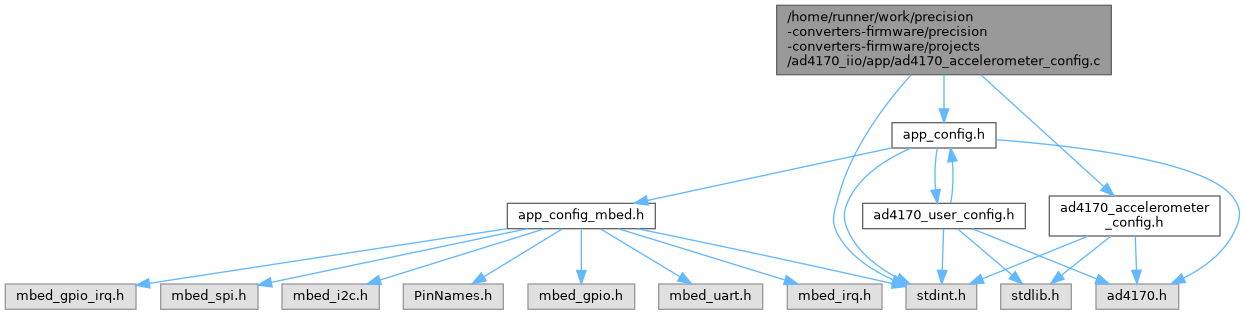 /home/runner/work/precision
-converters-firmware/precision
-converters-firmware/projects
/ad4170_iio/app/ad4170_accelerometer_config.c
app_config.h
app_config_mbed.h
ad4170_user_config.h
ad4170_accelerometer
_config.h
mbed_gpio_irq.h
mbed_spi.h
mbed_i2c.h
PinNames.h
mbed_gpio.h
mbed_uart.h
mbed_irq.h
stdint.h
stdlib.h
ad4170.h